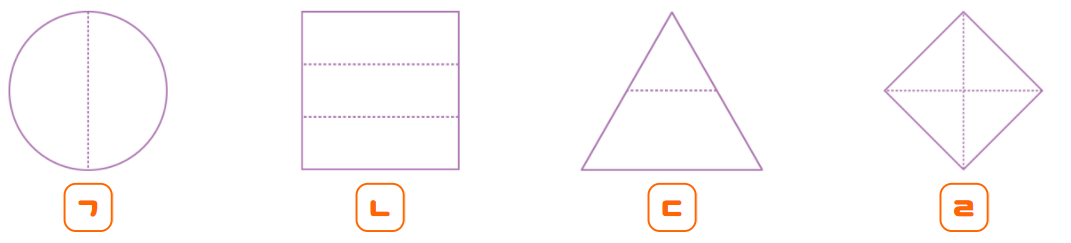 ㄱ ㄴ ㄷ ㄹ